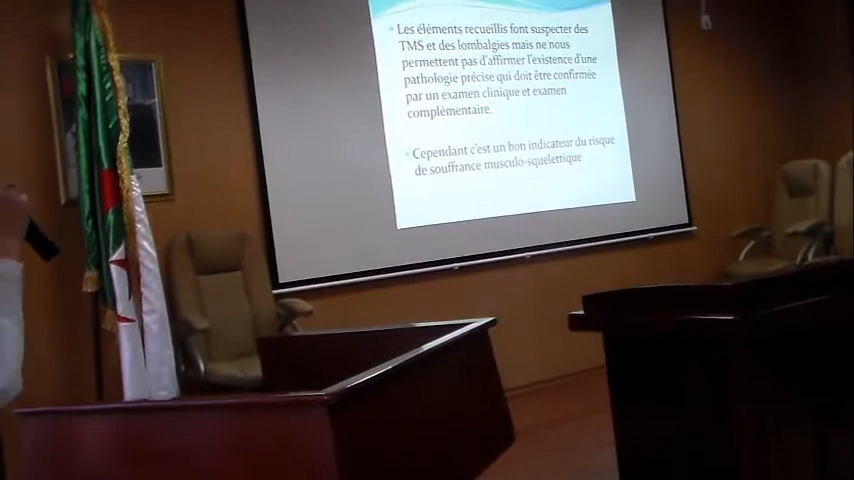 Les éléments recueillis font suspecter des
TMS et des lombalgies mais ne nous
permettent pas d'affirmer l'existence d'une
pathologie précise qui doit être confirmée
par un examen clinique et examen
complémentaire.
Cependant c'est un bon indicateur du risque
de souffrance musculo-squelettique